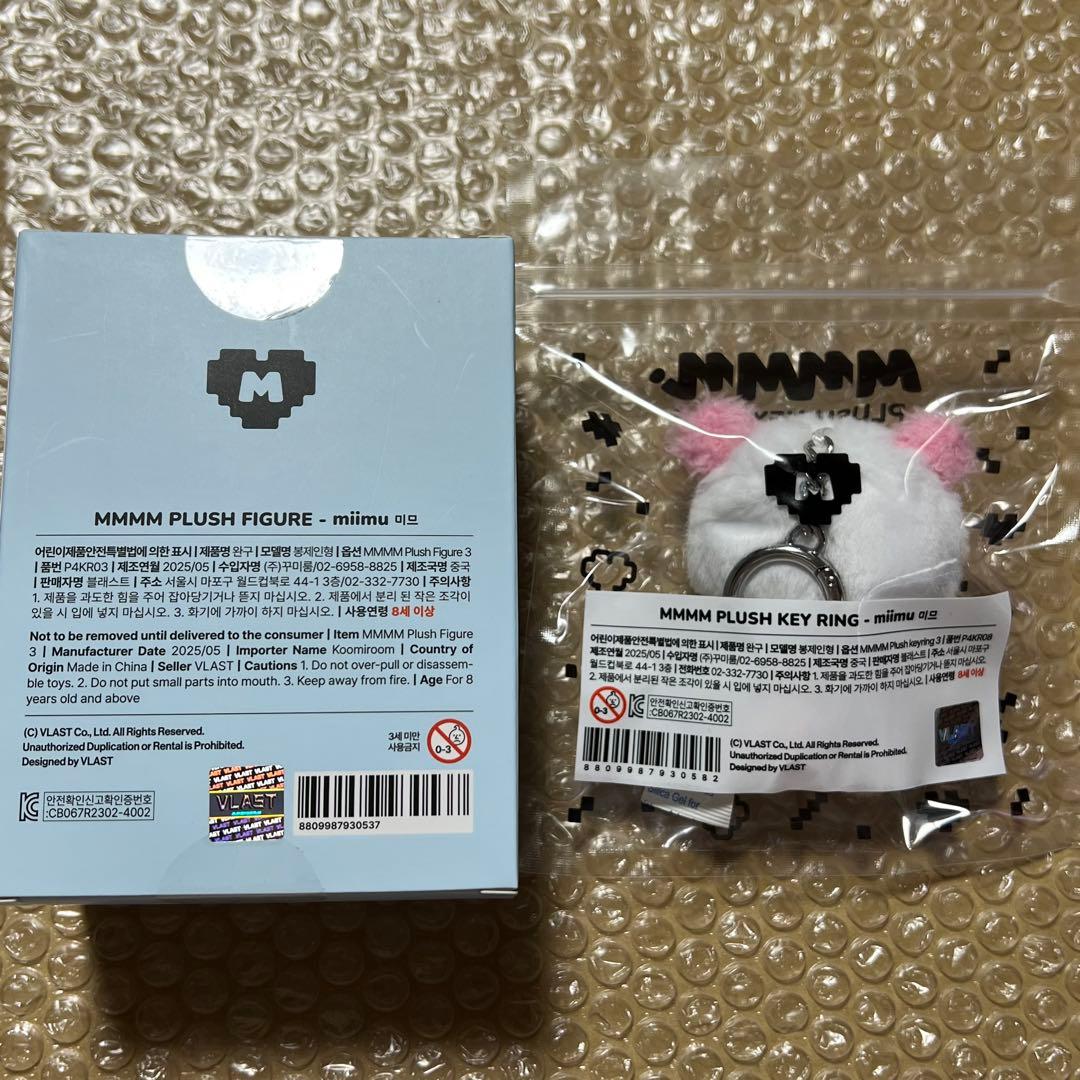 M
MMMM PLUSH FIGURE - miimu 미므
어린이제품안전특별법에 의한 표시 | 제품명 완구 | 모델명 봉제인형 | 옵션 MMMM Plush Figure 3
| 품번 P4KR03 | 제조연월 2025/05 | 수입자명 (주)꾸미룸/02-6958-8825 | 제조국명 중국
| 판매자명 블래스트 | 주소 서울시 마포구 월드컵북로 44-1 3층/02-332-7730 | 주의사항
1. 제품을 과도한 힘을 주어 잡아당기거나 뜯지 마십시오. 2. 제품에서 분리 된 작은 조각이
있을 시 입에 넣지 마십시오. 3. 화기에 가까이 하지 마십시오. | 사용연령 8세 이상
Not to be removed until delivered to the consumer | Item MMMM Plush Figure
3 | Manufacturer Date 2025/05 | Importer Name Koomiroom | Country of
Origin Made in China | Seller VLAST | Cautions 1. Do not over-pull or disassem-
ble toys. 2. Do not put small parts into mouth. 3. Keep away from fire. | Age For 8
years old and above
(C) VLAST Co., Ltd. All Rights Reserved.
Unauthorized Duplication or Rental is Prohibited.
Designed by VLAST
3세 미만
사용금지
0-3
안전확인신고확인증번호
:CB067R2302-4002
VLAST
8809987930537
MMMM
M
MMMM PLUSH KEY RING - miimu 미므
어린이제품안전특별법에 의한 표시 | 제품명 완구 | 모델명 봉제인형 | 옵션 MMMM Plush keyring 3 | 품번 P4KR08
제조연월 2025/05 | 수입자명 (주)꾸미룸/02-6958-8825 | 제조국명 중국 | 판매자명 블래스트 | 주소 서울시 마포구
월드컵북로 44-1 3층 | 전화번호 02-332-7730 | 주의사항 1. 제품을 과도한 힘을 주어 잡아당기거나 뜯지 마십시오.
2. 제품에서 분리된 작은 조각이 있을 시 입에 넣지 마십시오. 3. 화기에 가까이 하지 마십시오. | 사용연령 8세 이상
0-3
안전확인신고확인증번호
:CB067R2302-4002
8809987930582
(C) VLAST Co., Ltd. All Rights Reserved.
Unauthorized Duplication or Rental is Prohibited.
Designed by VLAST
VLAST
Silica Gel for